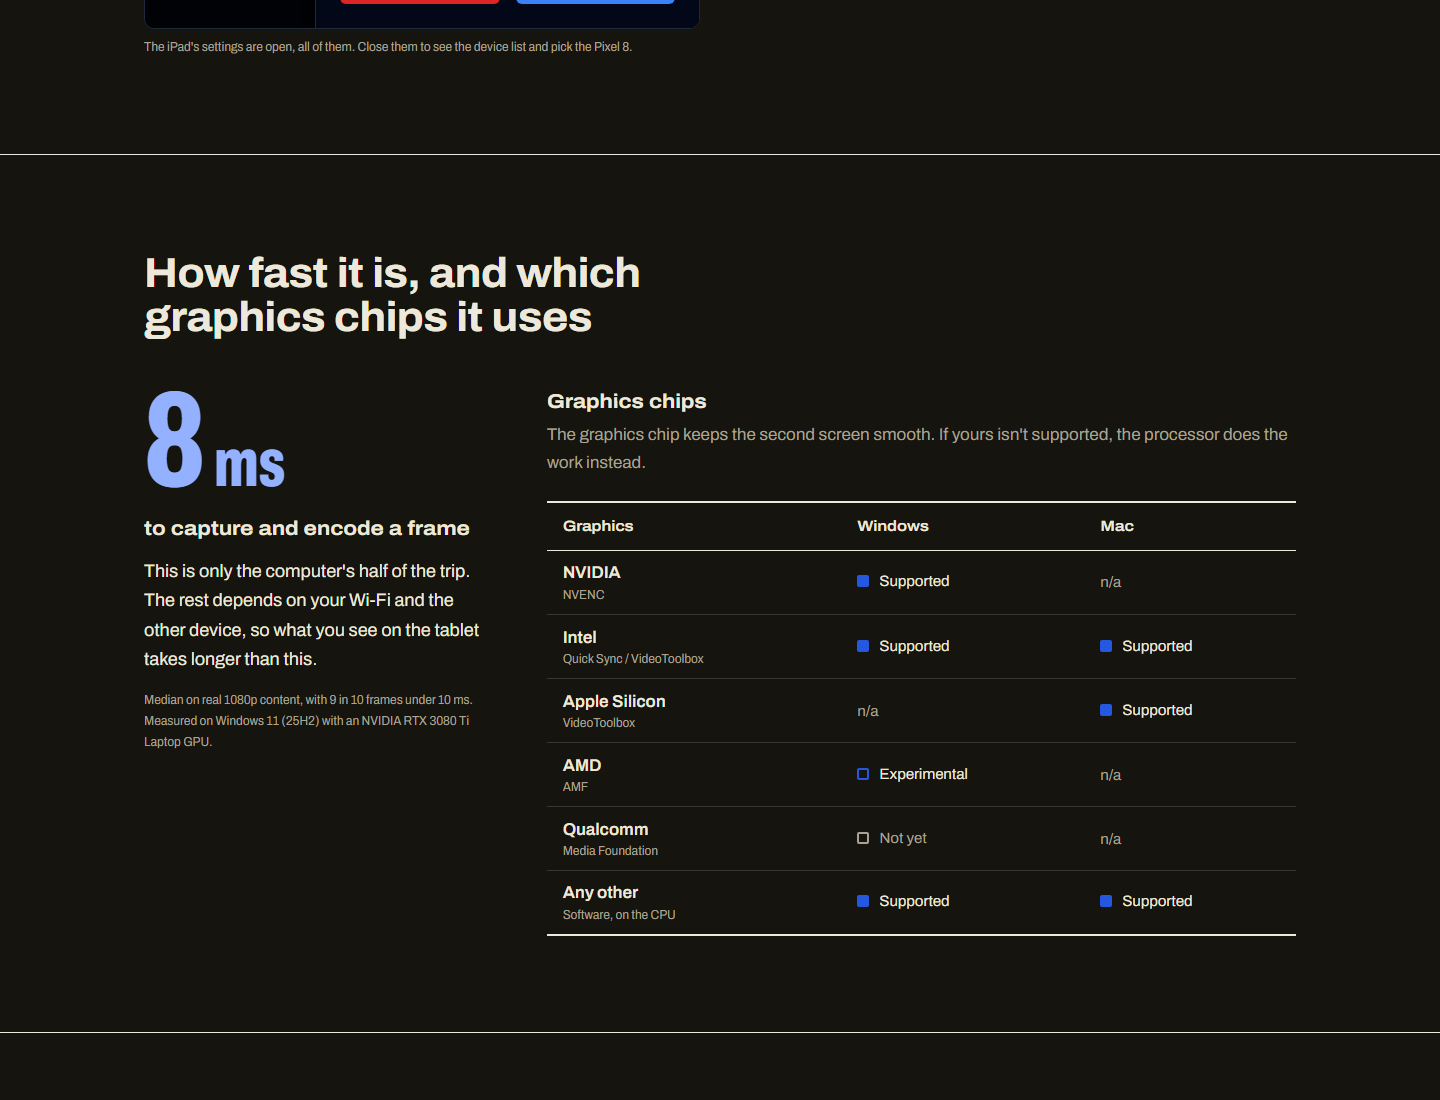 The iPad's settings are open, all of them. Close them to see the device list and pick the Pixel 8.
How fast it is, and which
graphics chips it uses
8 ms
to capture and encode a frame
This is only the computer's half of the trip.
The rest depends on your Wi-Fi and the
other device, so what you see on the tablet
takes longer than this.
Median on real 1080p content, with 9 in 10 frames under 10 ms.
Measured on Windows 11 (25H2) with an NVIDIA RTX 3080 Ti
Laptop GPU.
Graphics chips
The graphics chip keeps the second screen smooth. If yours isn't supported, the processor does the
work instead.
Graphics Windows Mac
NVIDIA
NVENC
Supported n/a
Intel
Quick Sync / VideoToolbox
Supported Supported
Apple Silicon
VideoToolbox
n/a Supported
AMD
AMF
Experimental n/a
Qualcomm
Media Foundation
Not yet n/a
Any other
Software, on the CPU
Supported Supported